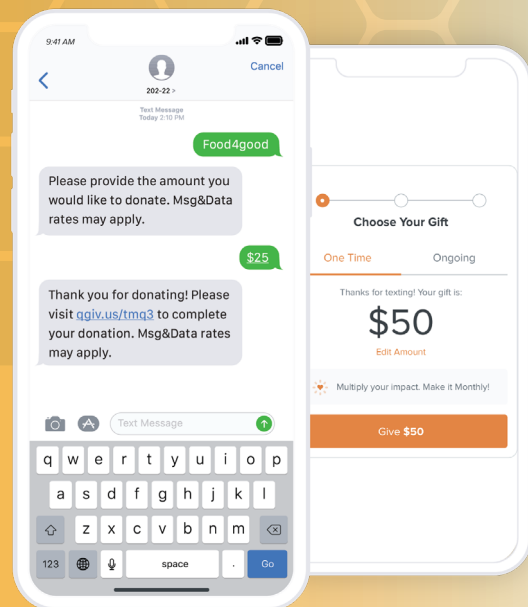 9:41 AM
Cancel
202-22 >
Text Message
Today 2:10 PM
Food4good
Please provide the amount you
would like to donate. Msg&Data
rates may apply.
$25
Thank you for donating! Please
visit qgiv.us/tmq3 to complete
your donation. Msg&Data rates
may apply.
Text Message
q w e r t y u i o p
a s d f g h j k l
z x c v b n m
123 space . Go
Choose Your Gift
One Time Ongoing
Thanks for texting! Your gift is:
$50
Edit Amount
Multiply your impact. Make it Monthly!
Give $50